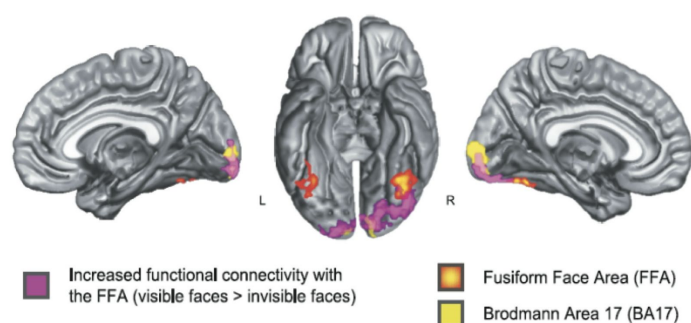 L
R
Increased functional connectivity with
the FFA (visible faces > invisible faces)
Fusiform Face Area (FFA)
Brodmann Area 17 (BA17)